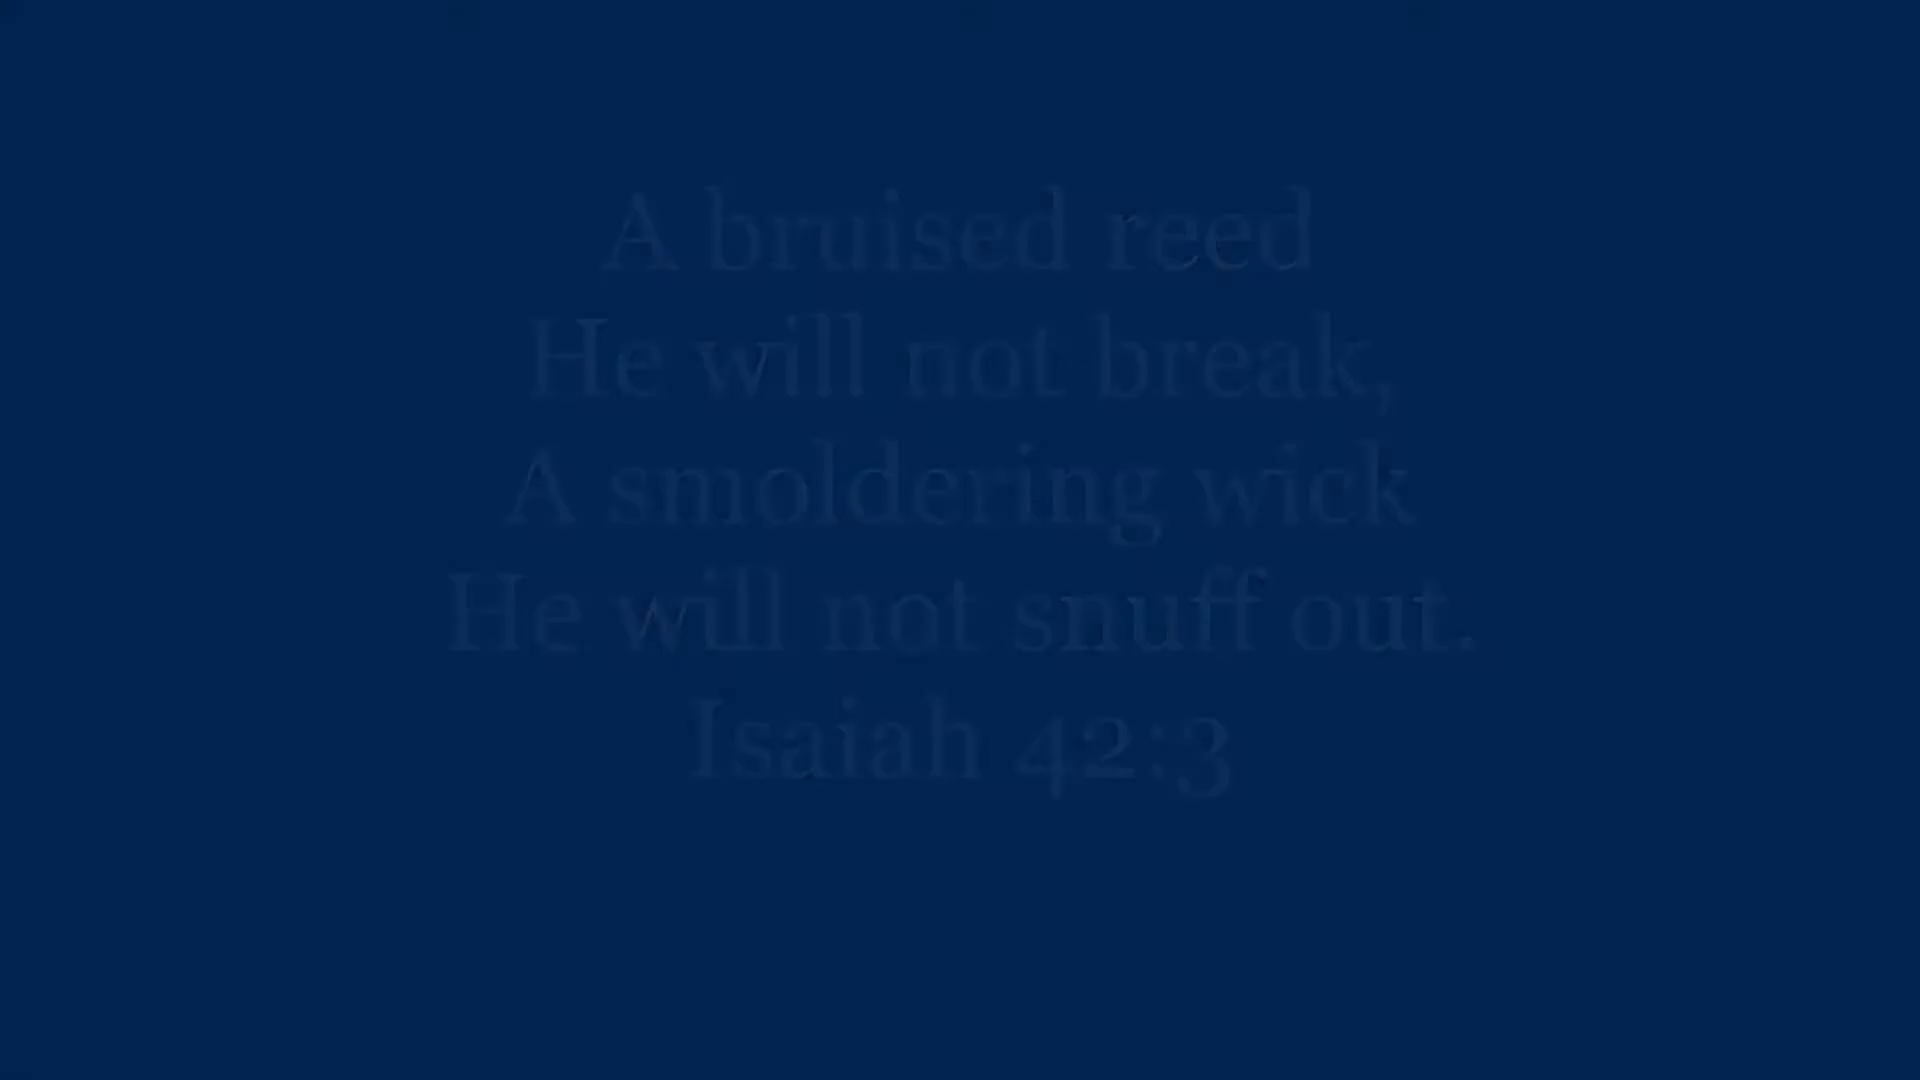 A bruised reed
He will not break,
A smoldering wick
He will not snuff out.
Isaiah 42:3